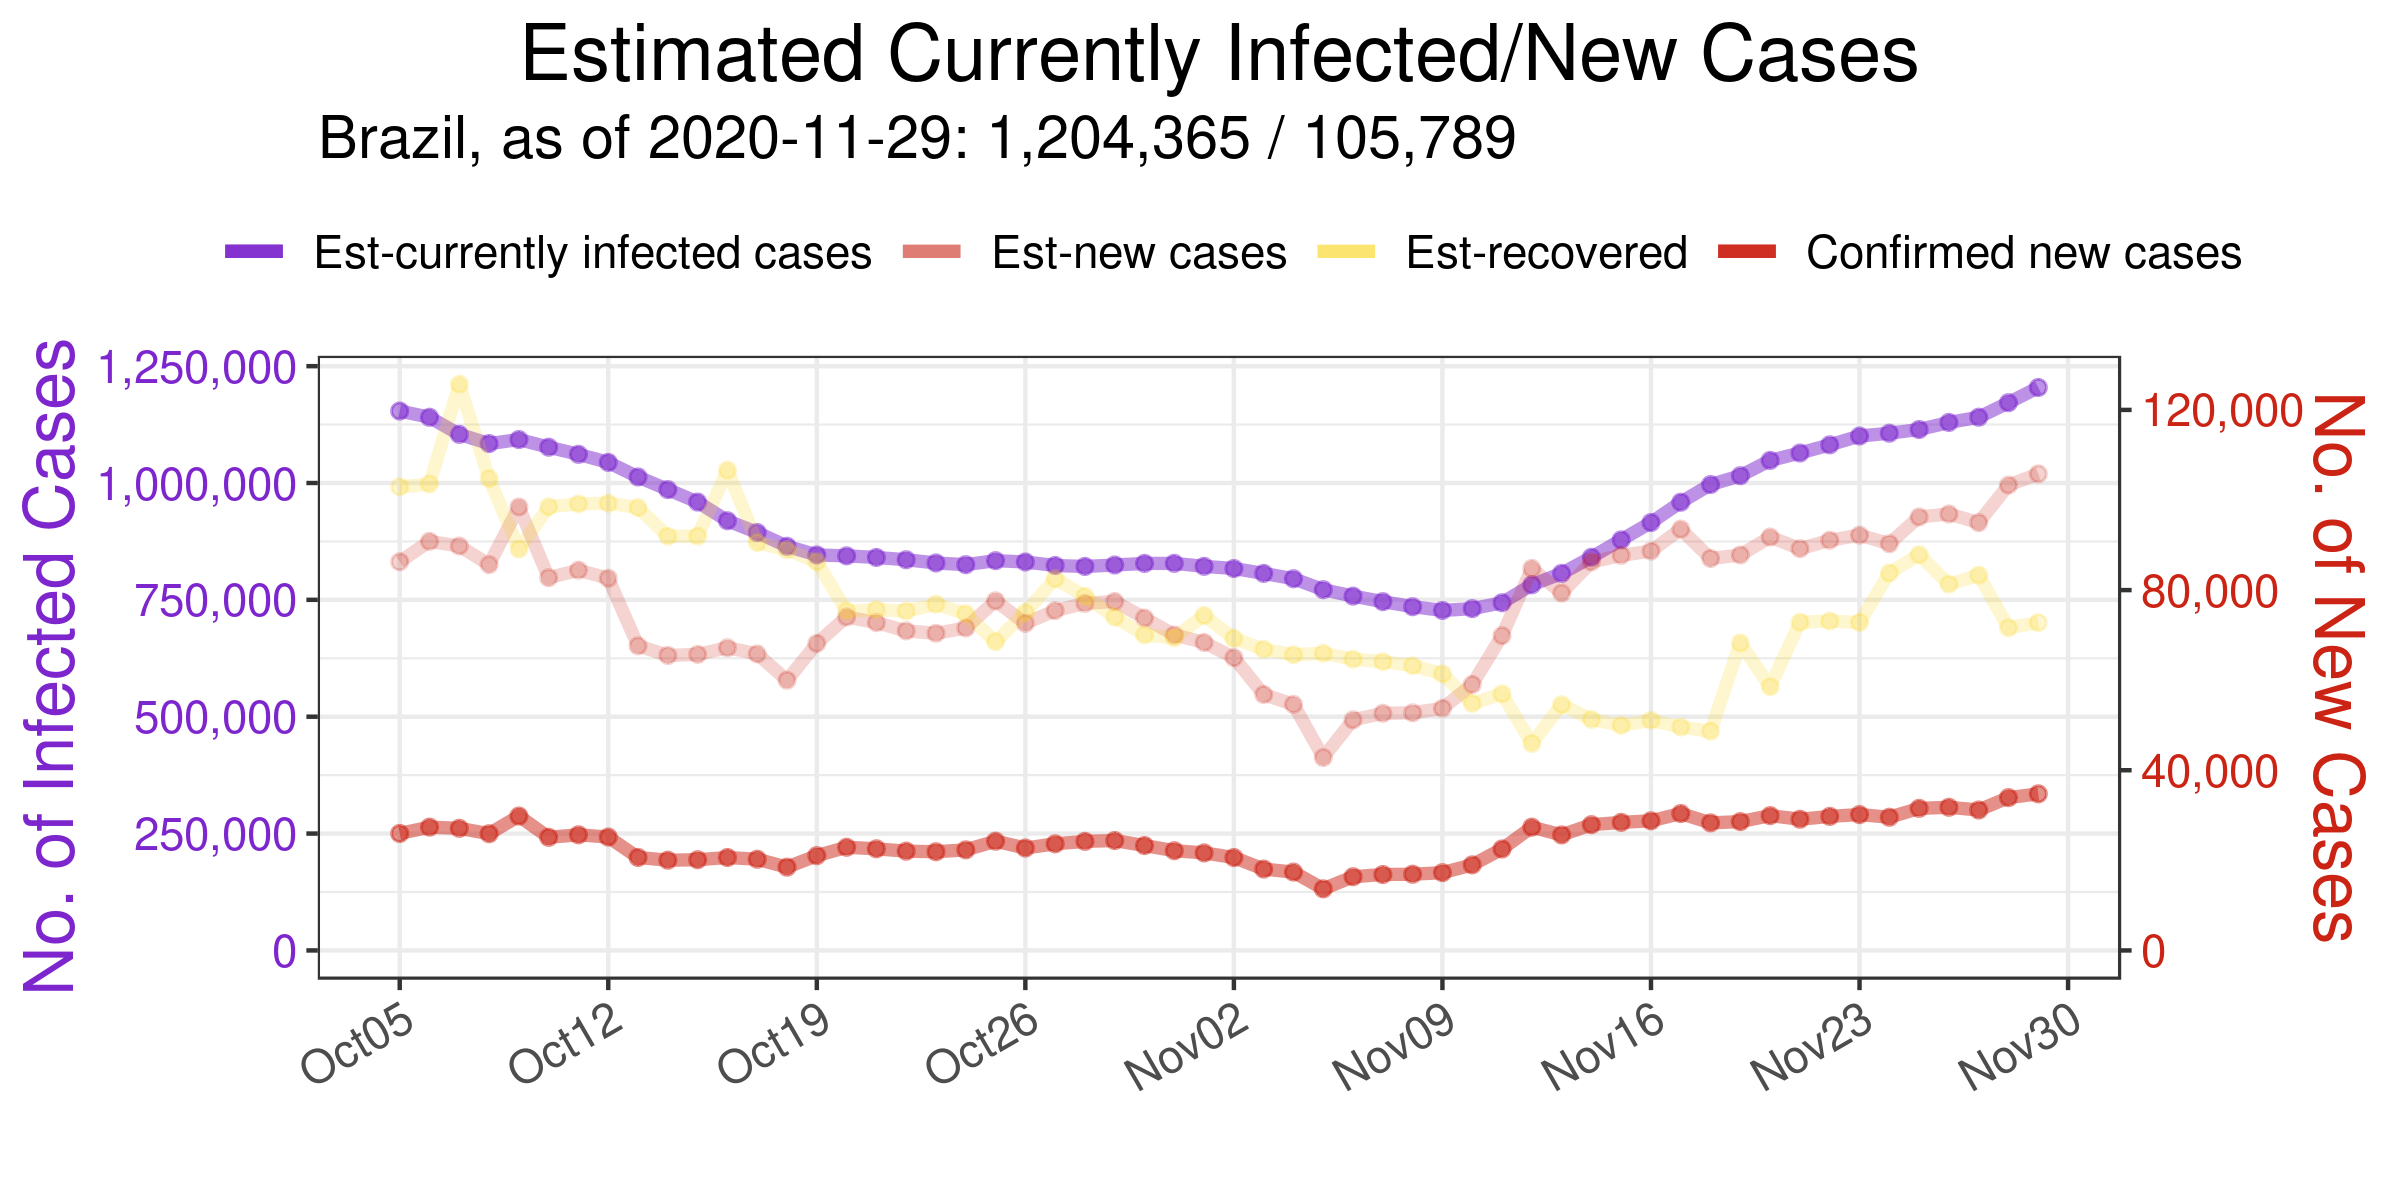 Estimated Currently Infected/New Cases
Brazil, as of 2020-11-29: 1,204,365 / 105,789
Est-currently infected cases Est-new cases Est-recovered Confirmed new cases
No. of Infected Cases
1,250,000
1,000,000
750,000
500,000
250,000
0
120,000
80,000
40,000
0
No. of New Cases
Oct05 Oct12 Oct19 Oct26 Nov02 Nov09 Nov16 Nov23 Nov30